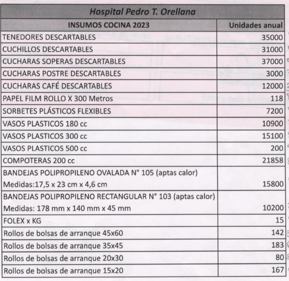 Hospital Pedro T. Orellana
INSUMOS COCINA 2023 Unidades anual
TENEDORES DESCARTABLES 35000
CUCHILLOS DESCARTABLES 31000
CUCHARAS SOPERAS DESCARTABLES 37000
CUCHARAS POSTRE DESCARTABLES 3000
CUCHARAS CAFÉ DESCARTABLES 12000
PAPEL FILM ROLLO X 300 Metros 118
SORBETES PLÁSTICOS FLEXIBLES 7200
VASOS PLASTICOS 180 cc 10900
VASOS PLASTICOS 300 cc 15100
VASOS PLASTICOS 500 cc 200
COMPOTERAS 200 cc 21858
BANDEJAS POLIPROPILENO OVALADA N° 105 (aptas calor)
Medidas:17,5 x 23 cm x 4,6 cm 15800
BANDEJAS POLIPROPILENO RECTANGULAR N° 103 (aptas calor)
Medidas: 178 mm x 140 mm x 45 mm 10200
FOLEX x KG 15
Rollos de bolsas de arranque 45x60 142
Rollos de bolsas de arranque 35x45 183
Rollos de bolsas de arranque 20x30 80
Rollos de bolsas de arranque 15x20 167